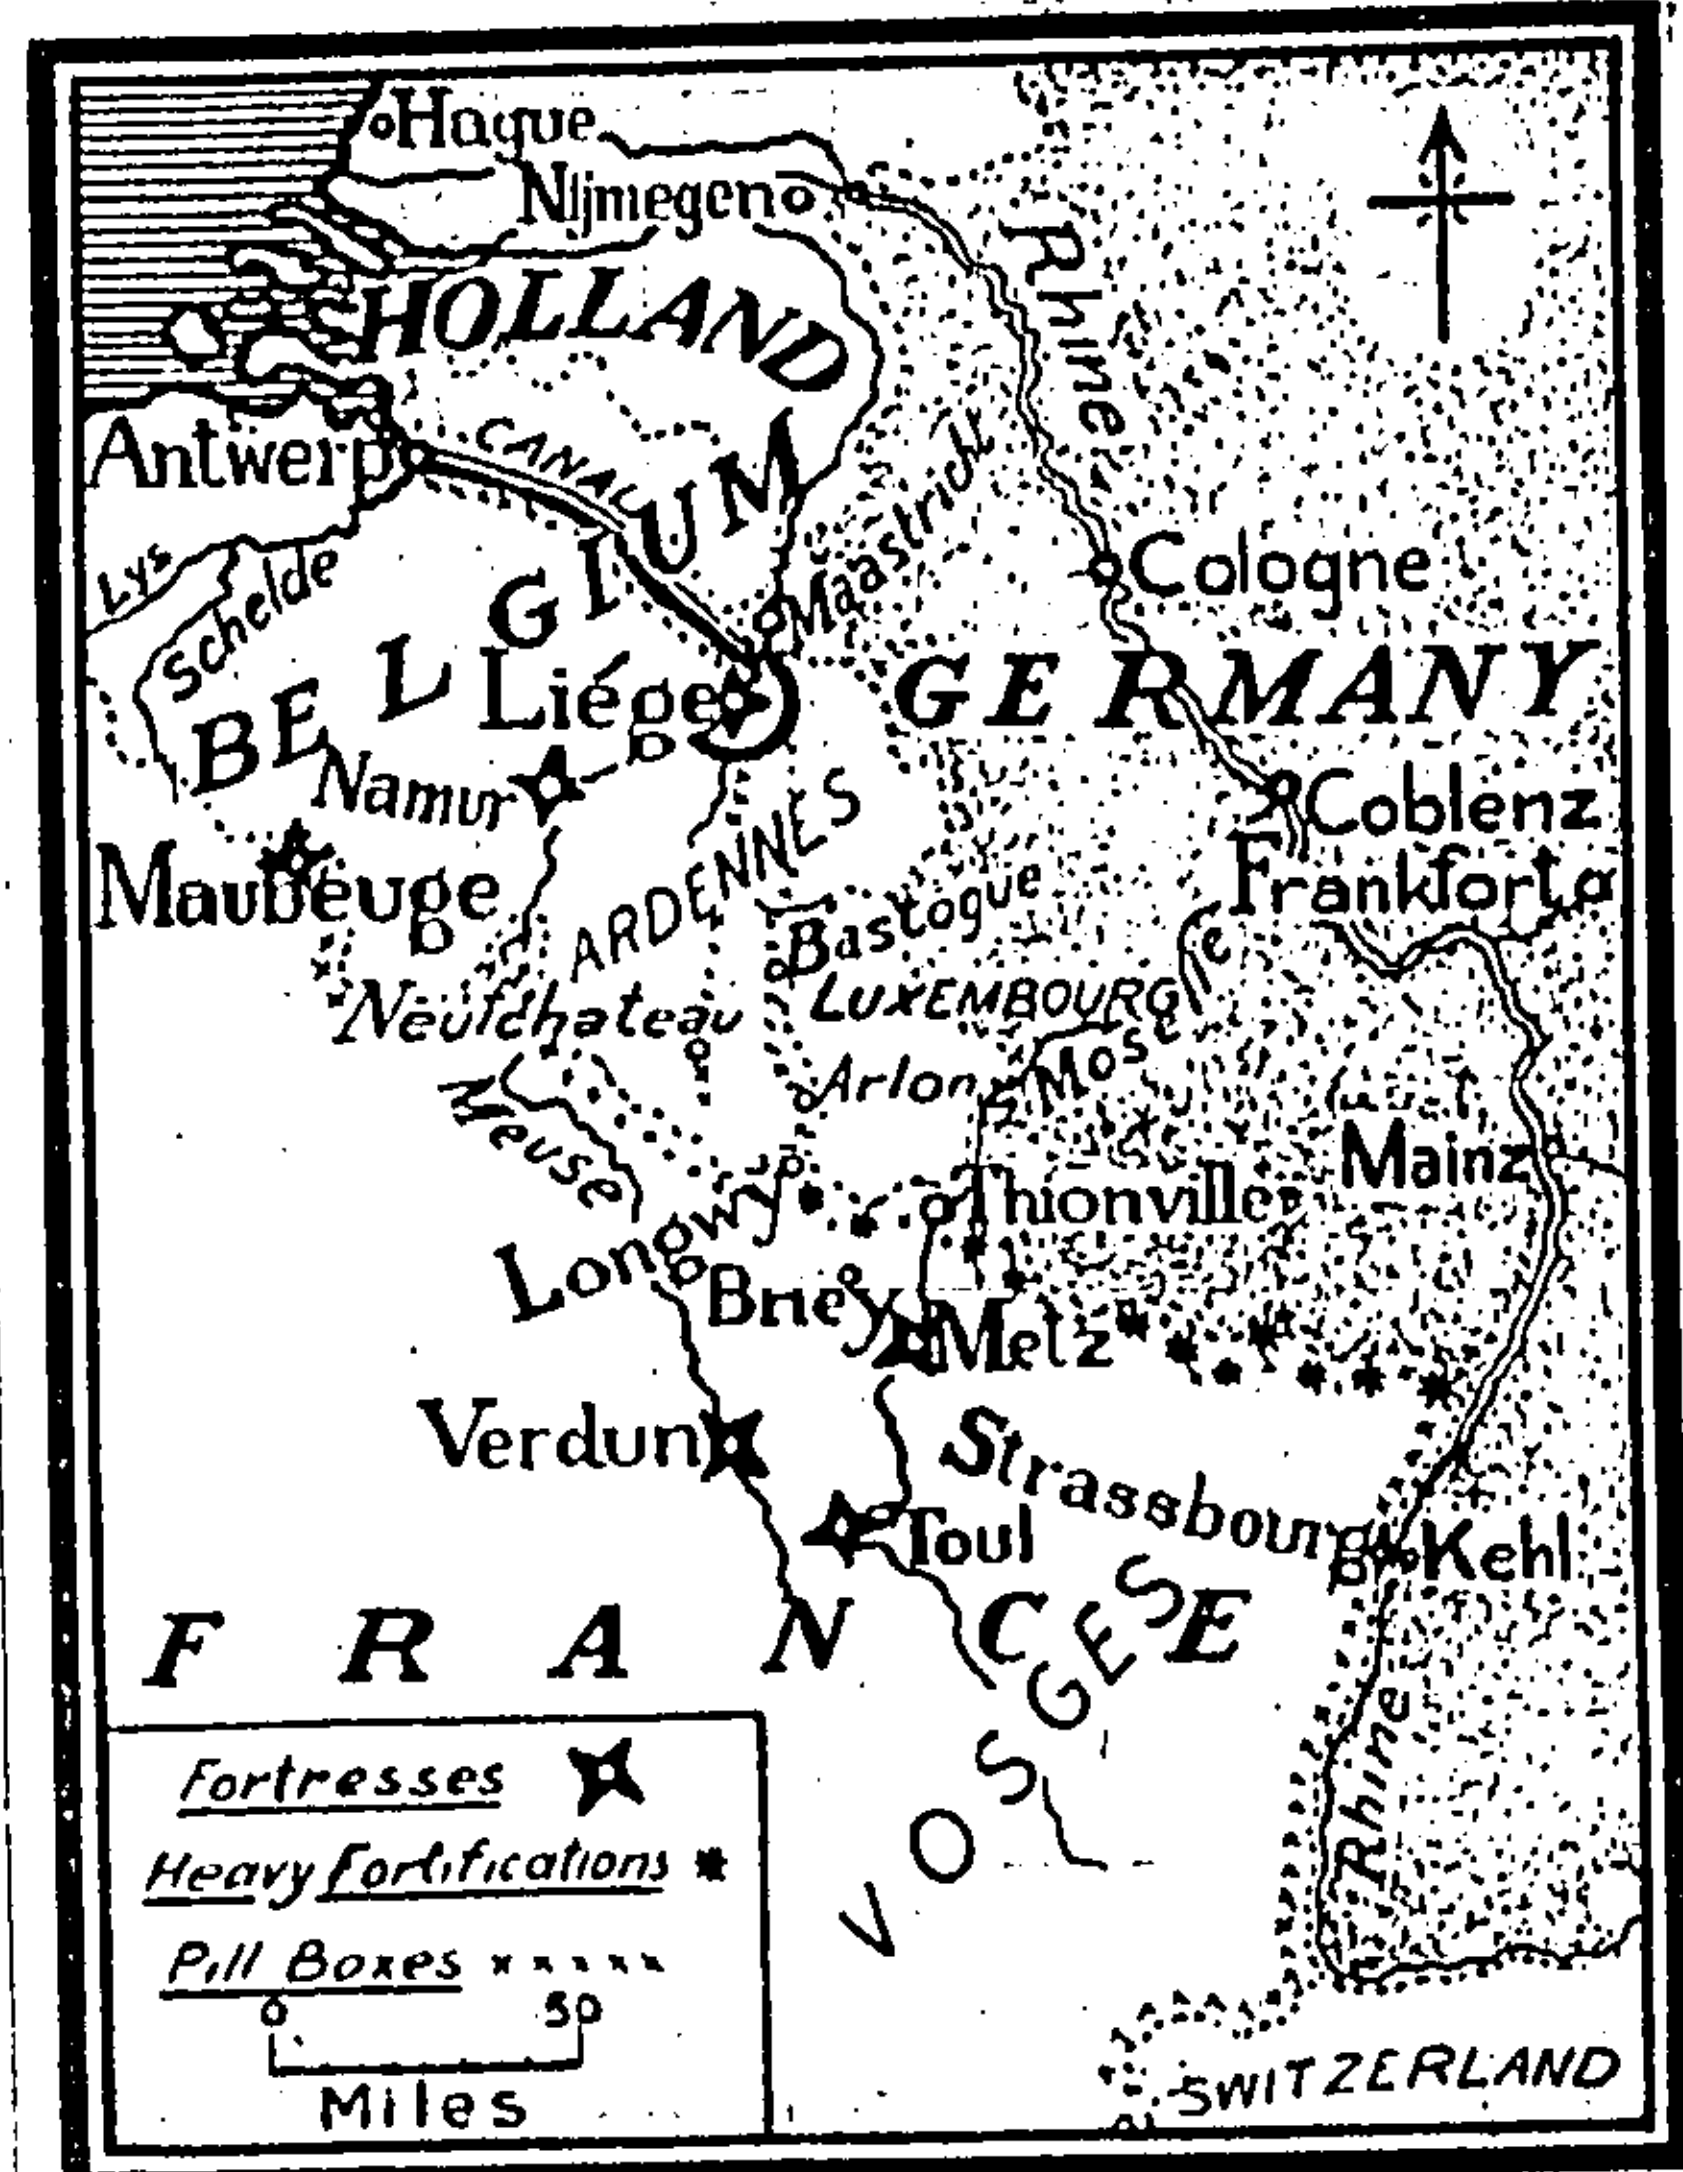 Hague
Nijmegen
Rhine
HOLLAND
Antwerp
CANAL
BELGIUM
Maastricht
Lys
Schelde
Cologne
Liége
GERMANY
Namur
Coblenz
ARDENNES
Maubeuge
Frankfort
Bastogue
Neufchateau
LUXEMBOURG
Moselle
Arlon
Meuse
Mainz
Thionville
Longwy
Briey
Metz
Verdun
Strassbourg
Toul
Kehl
FRANCE
VOSGES
Rhine
Fortresses
Heavy Fortifications
Pill Boxes
0 50
Miles
SWITZERLAND